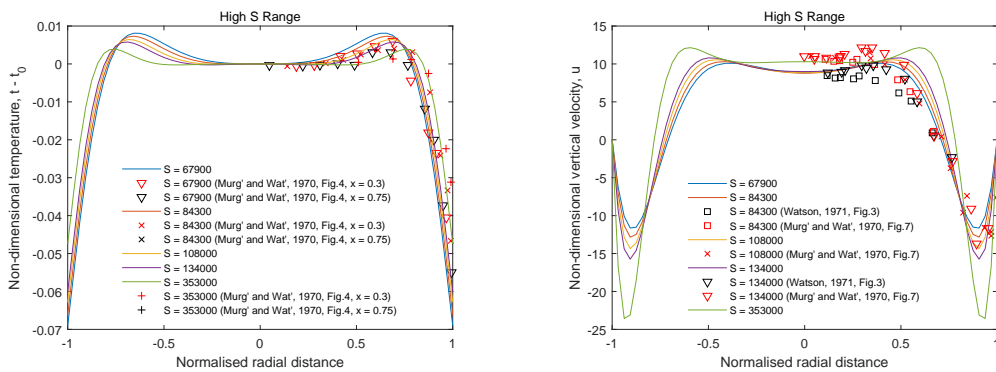 High S Range
0.01
0
-0.01
-0.02
-0.03
-0.04
-0.05
-0.06
-0.07
Non-dimensional temperature, t - t0
S = 67900
S = 67900 (Murg' and Wat', 1970, Fig.4, x = 0.3)
S = 67900 (Murg' and Wat', 1970, Fig.4, x = 0.75)
S = 84300
S = 84300 (Murg' and Wat', 1970, Fig.4, x = 0.3)
S = 84300 (Murg' and Wat', 1970, Fig.4, x = 0.75)
S = 108000
S = 134000
S = 353000
S = 353000 (Murg' and Wat', 1970, Fig.4, x = 0.3)
S = 353000 (Murg' and Wat', 1970, Fig.4, x = 0.75)
-1 -0.5 0 0.5 1
Normalised radial distance
High S Range
15
10
5
0
-5
-10
-15
-20
-25
Non-dimensional vertical velocity, u
S = 67900
S = 84300
S = 84300 (Watson, 1971, Fig.3)
S = 84300 (Murg' and Wat', 1970, Fig.7)
S = 108000
S = 108000 (Murg' and Wat', 1970, Fig.7)
S = 134000
S = 134000 (Watson, 1971, Fig.3)
S = 134000 (Murg' and Wat', 1970, Fig.7)
S = 353000
-1 -0.5 0 0.5 1
Normalised radial distance